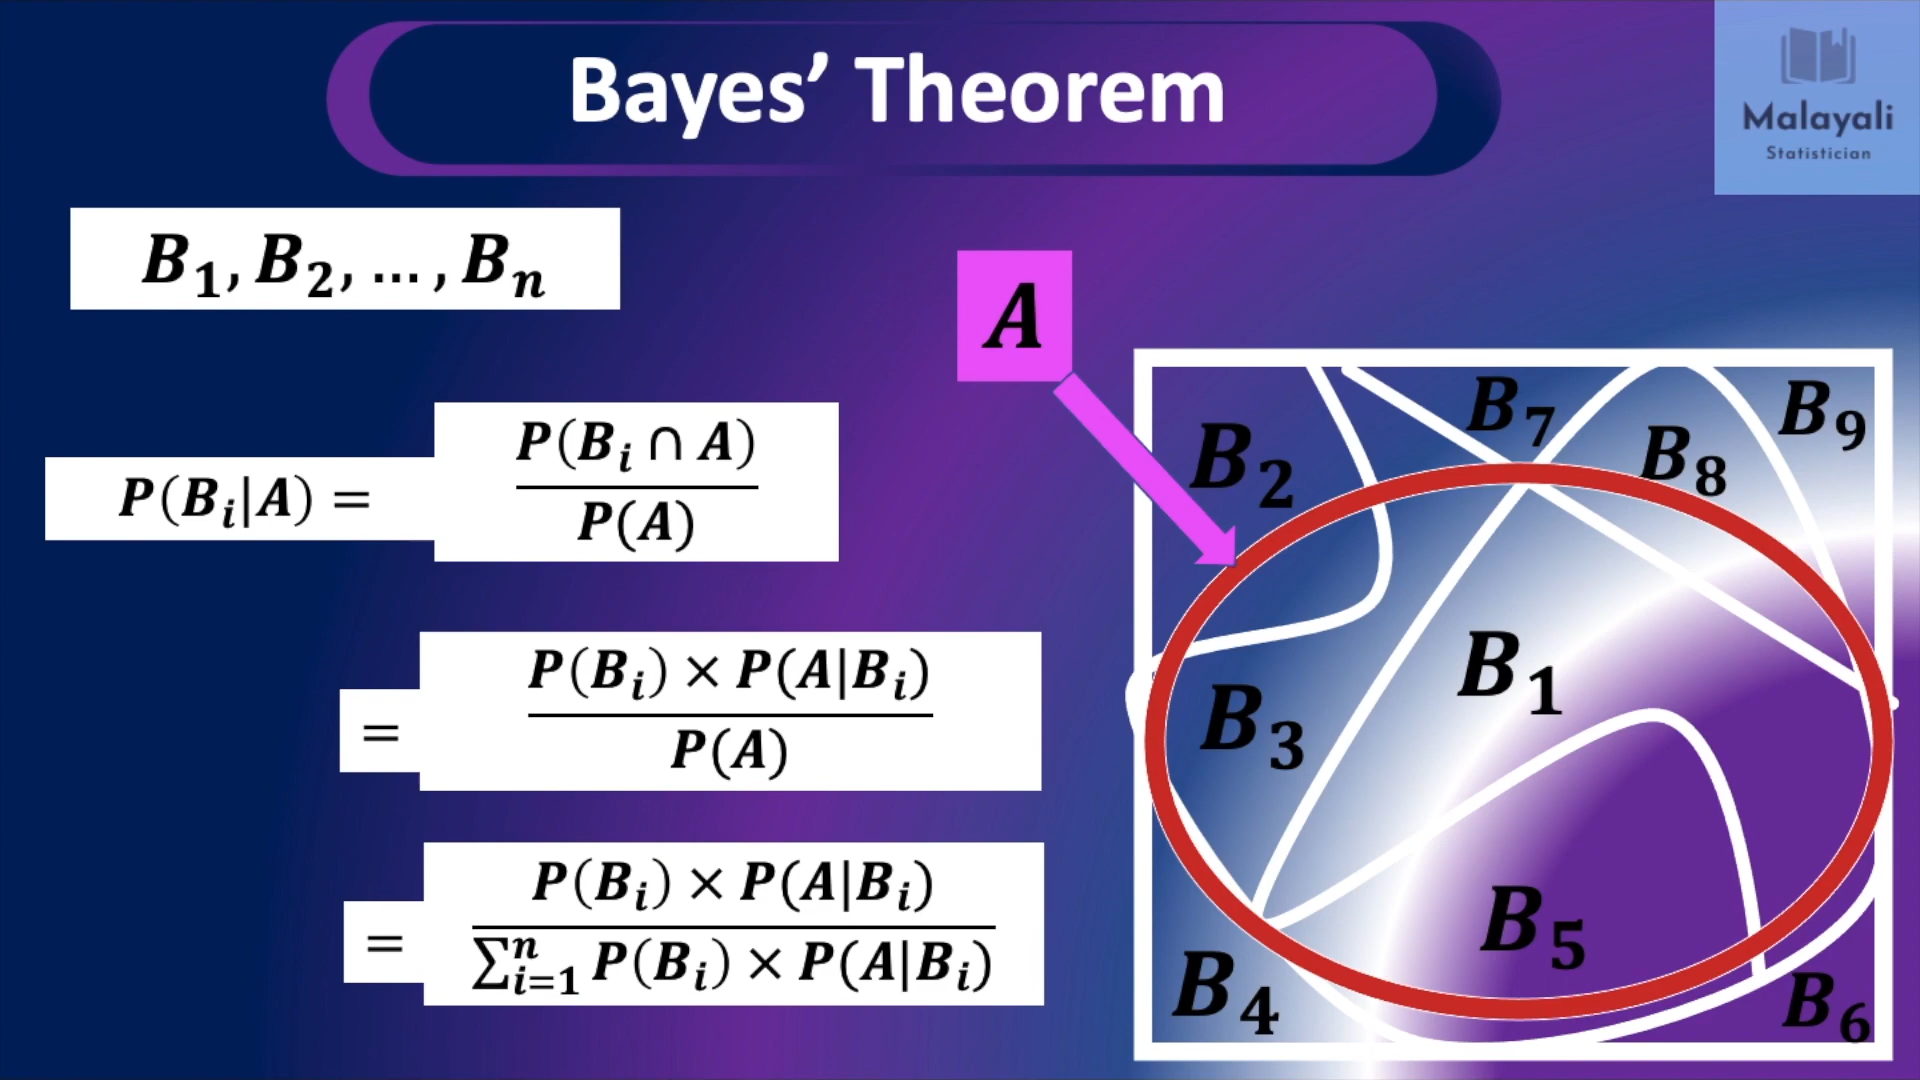 Bayes’ Theorem
Malayali
Statistician
B₁, B₂, … , Bₙ
A
P(Bᵢ|A) = P(Bᵢ ∩ A) / P(A)
= P(Bᵢ) × P(A|Bᵢ) / P(A)
= P(Bᵢ) × P(A|Bᵢ) / ∑ⁿᵢ₌₁ P(Bᵢ) × P(A|Bᵢ)
B₂
B₇
B₈
B₉
B₁
B₃
B₅
B₄
B₆